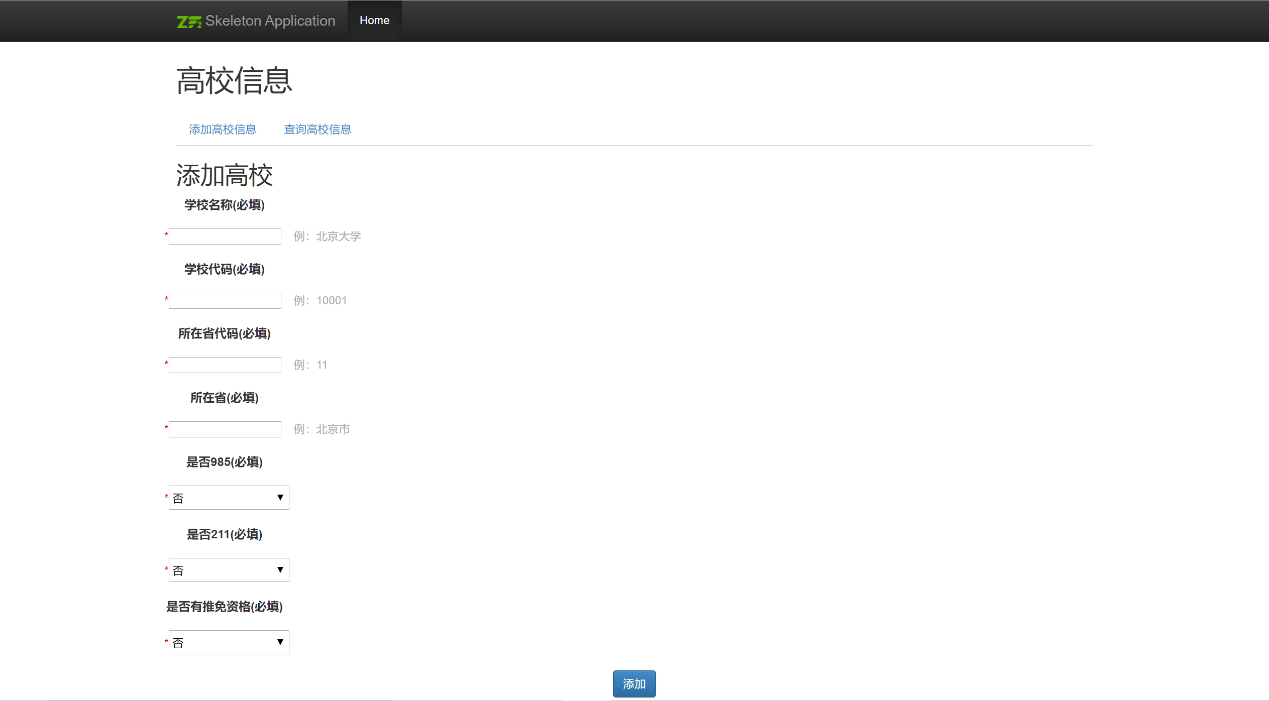 ZF2 Skeleton Application Home
高校信息
添加高校信息 查询高校信息
添加高校
学校名称(必填)
* 例：北京大学
学校代码(必填)
* 例：10001
所在省代码(必填)
* 例：11
所在省(必填)
* 例：北京市
是否985(必填)
* 否
是否211(必填)
* 否
是否有推免资格(必填)
* 否
添加